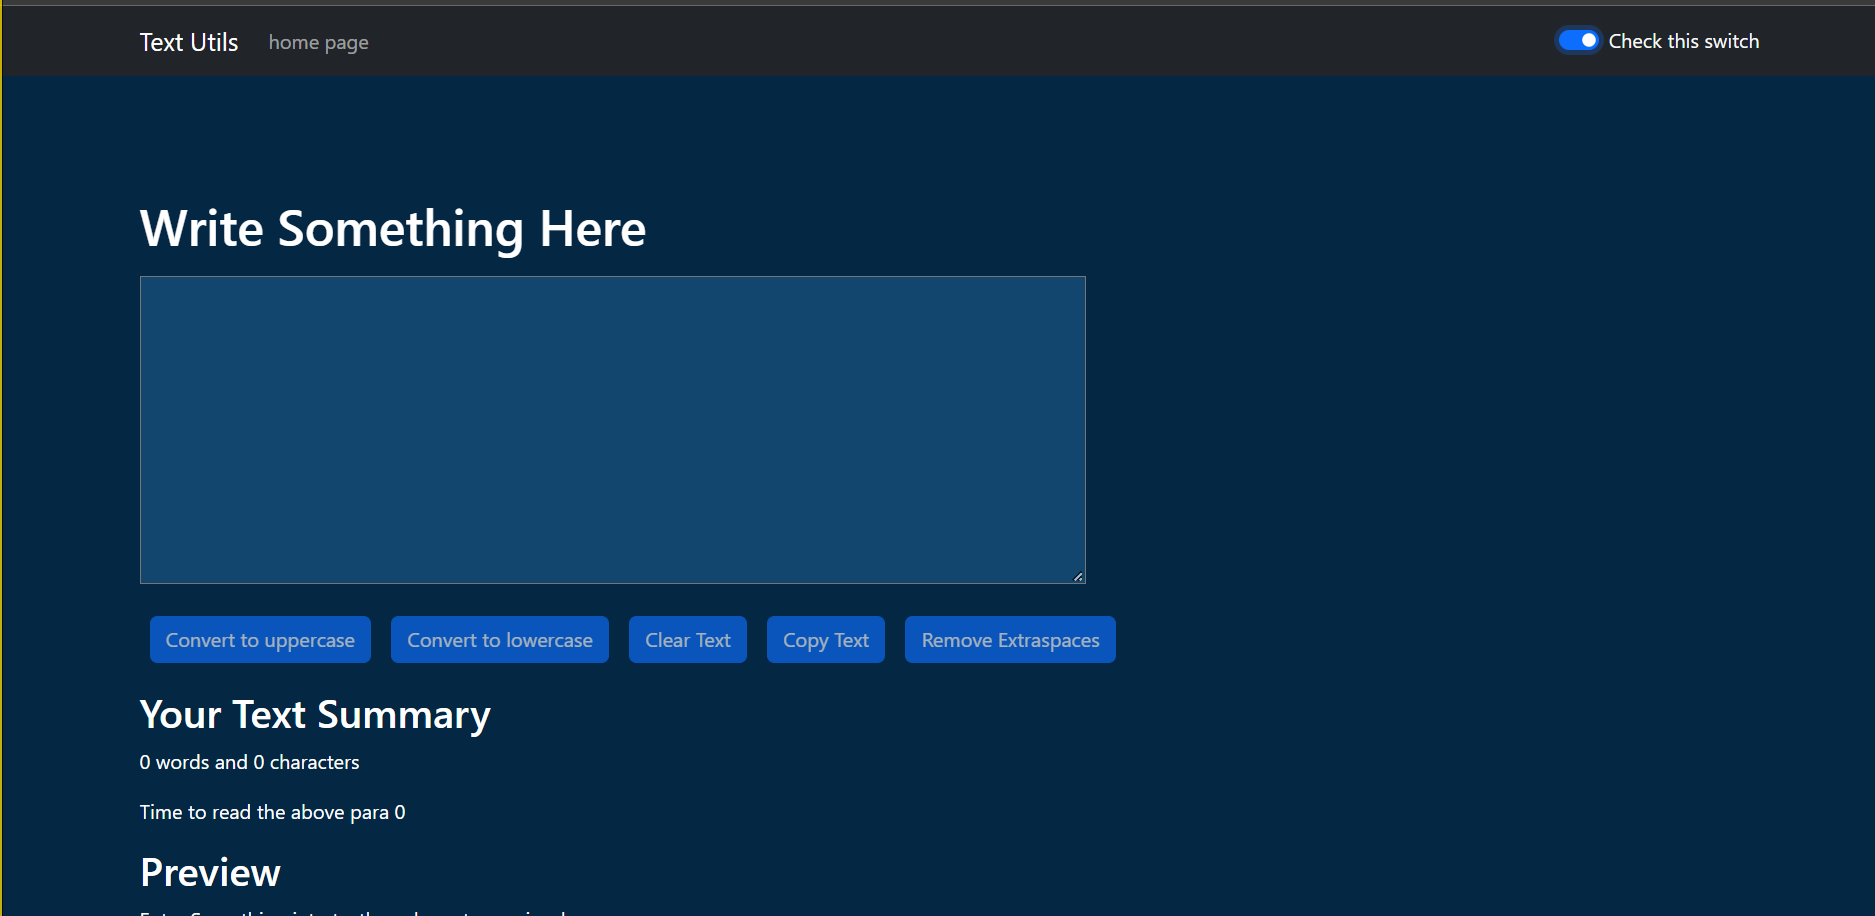 Text Utils home page Check this switch
Write Something Here
Convert to uppercase Convert to lowercase Clear Text Copy Text Remove Extraspaces
Your Text Summary
0 words and 0 characters
Time to read the above para 0
Preview